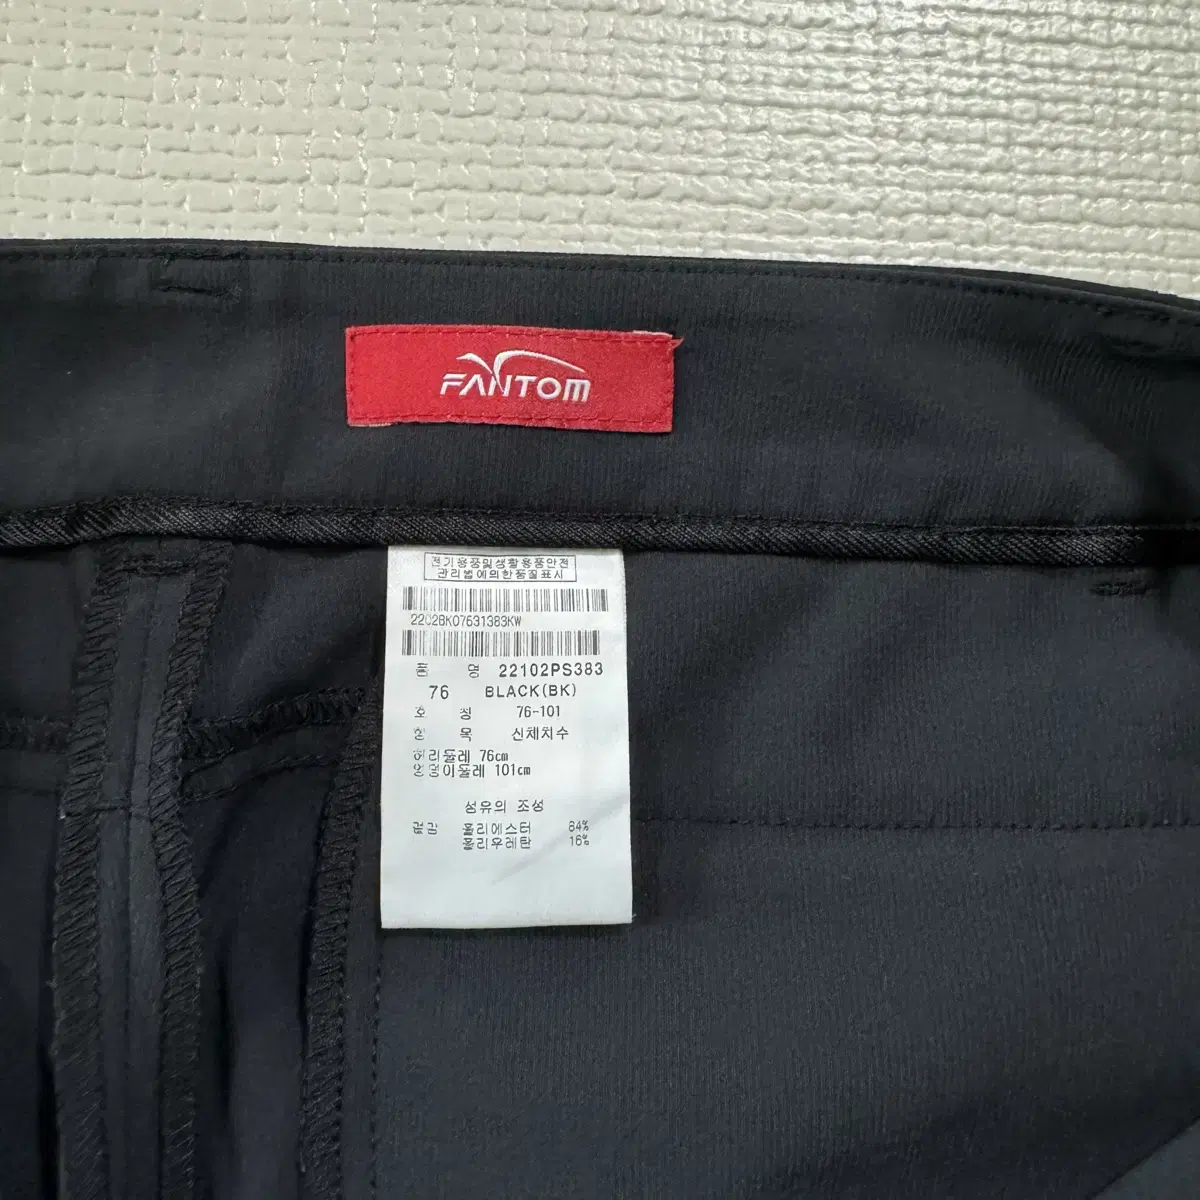 FANTOM
전기용품및생활용품안전
관리법에의한품질표시
22C2BK07631383KW
품 명 22102PS383
76 BLACK(BK)
호 칭 76-101
항 목 신체치수
허리둘레 76cm
엉덩이둘레 101cm
섬유의 조성
겉감 폴리에스터 84%
폴리우레탄 16%